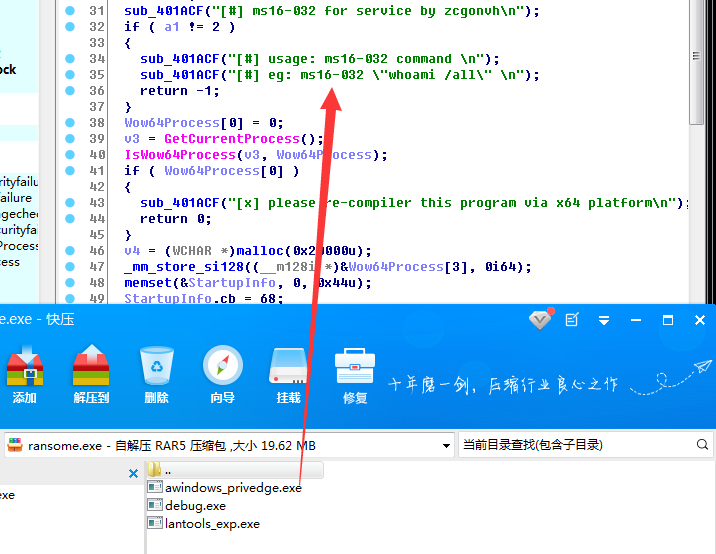 31 sub_401ACF("[#] ms16-032 for service by zcgonvh\n");
32 if ( a1 != 2 )
33 {
ock
34 sub_401ACF("[#] usage: ms16-032 command \n");
35 sub_401ACF("[#] eg: ms16-032 \"whoami /all\" \n");
36 return -1;
37 }
38 Wow64Process[0] = 0;
39 v3 = GetCurrentProcess();
40 IsWow64Process(v3, Wow64Process);
41 if ( Wow64Process[0] )
rityfailu
42 {
failure
43 sub_401ACF("[x] please re-compiler this program via x64 platform\n");
gechec
44 return 0;
curityfa
45 }
Process
46 v4 = (WCHAR *)malloc(0x20000u);
cess
47 _mm_store_si128((__m128i *)&Wow64Process[3], 0i64);
48 memset(&StartupInfo, 0, 0x44u);
49 StartupInfo.cb = 68;
e.exe - 快压
添加 解压到 删除 向导 挂载 修复
十年磨一剑，压缩行业良心之作
ransome.exe - 自解压 RAR5 压缩包 ,大小 19.62 MB
当前目录查找(包含子目录)
..
exe
awindows_privedge.exe
debug.exe
lantools_exp.exe